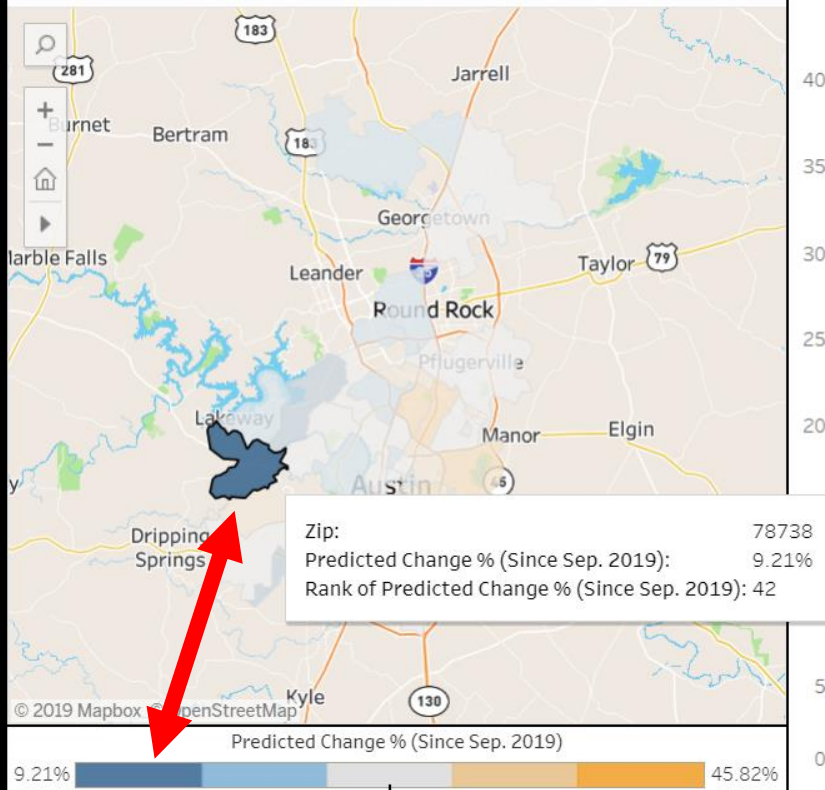 183
281
Jarrell
40
Burnet
Bertram
183
35
Georgetown
Marble Falls
Leander
Taylor
79
30
Round Rock
25
Pflugerville
Lakeway
Manor
Elgin
20
Austin
45
Dripping
Springs
Zip: 78738
Predicted Change % (Since Sep. 2019): 9.21%
Rank of Predicted Change % (Since Sep. 2019): 42
5
Kyle
130
© 2019 Mapbox © OpenStreetMap
0
Predicted Change % (Since Sep. 2019)
9.21% 45.82%